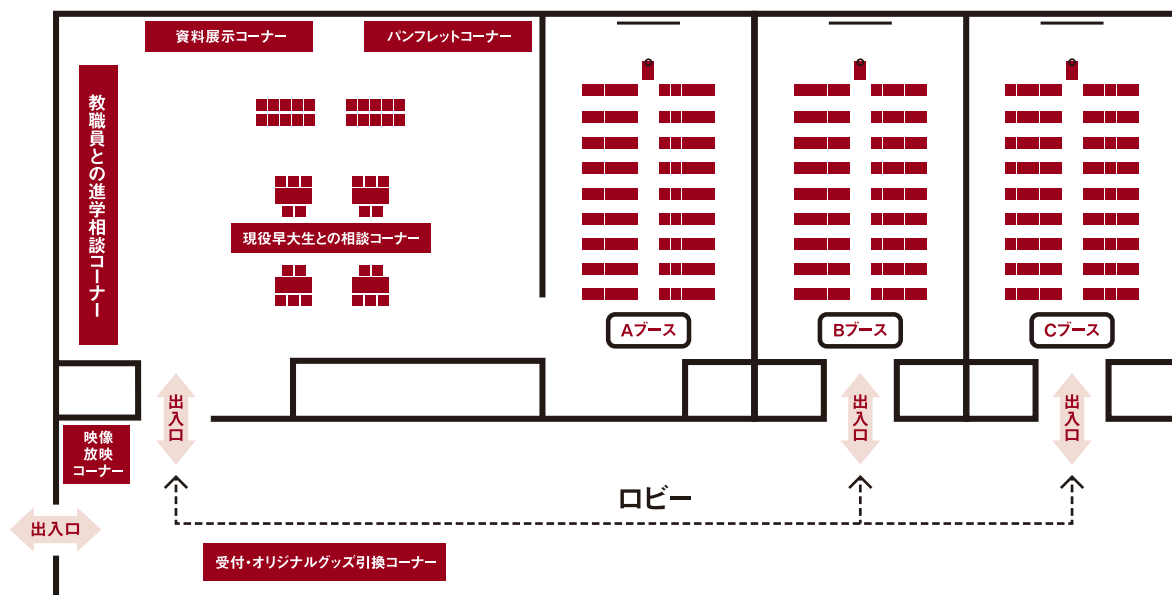 資料展示コーナー
パンフレットコーナー
教職員との進学相談コーナー
現役早大生との相談コーナー
Aブース
Bブース
Cブース
出入口
出入口
出入口
映像
放映
コーナー
ロビー
出入口
受付・オリジナルグッズ引換コーナー